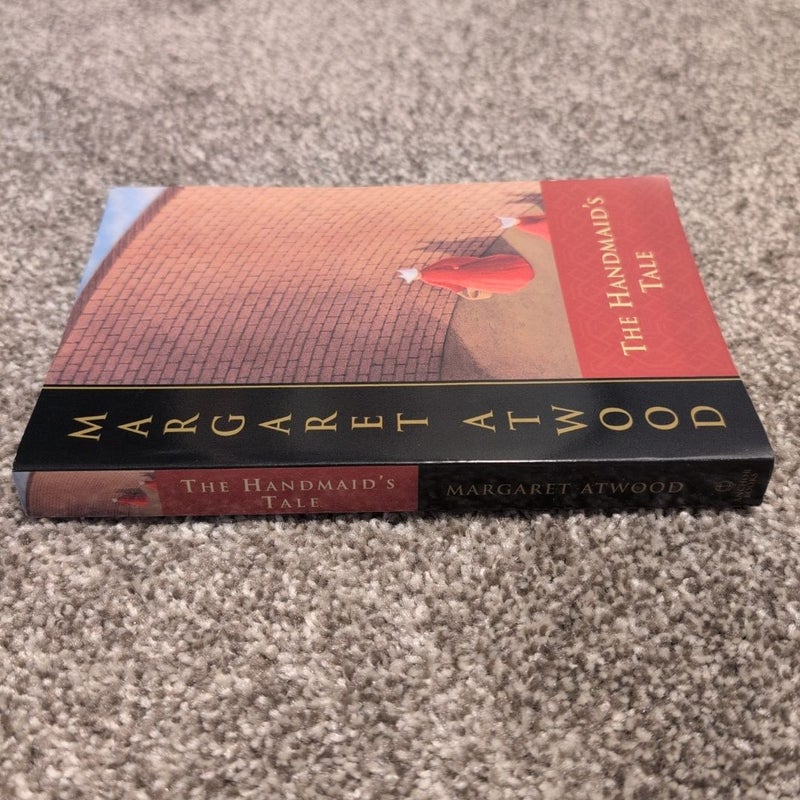 THE HANDMAID'S
TALE
MARGARET ATWOOD
THE HANDMAID'S
TALE
MARGARET ATWOOD